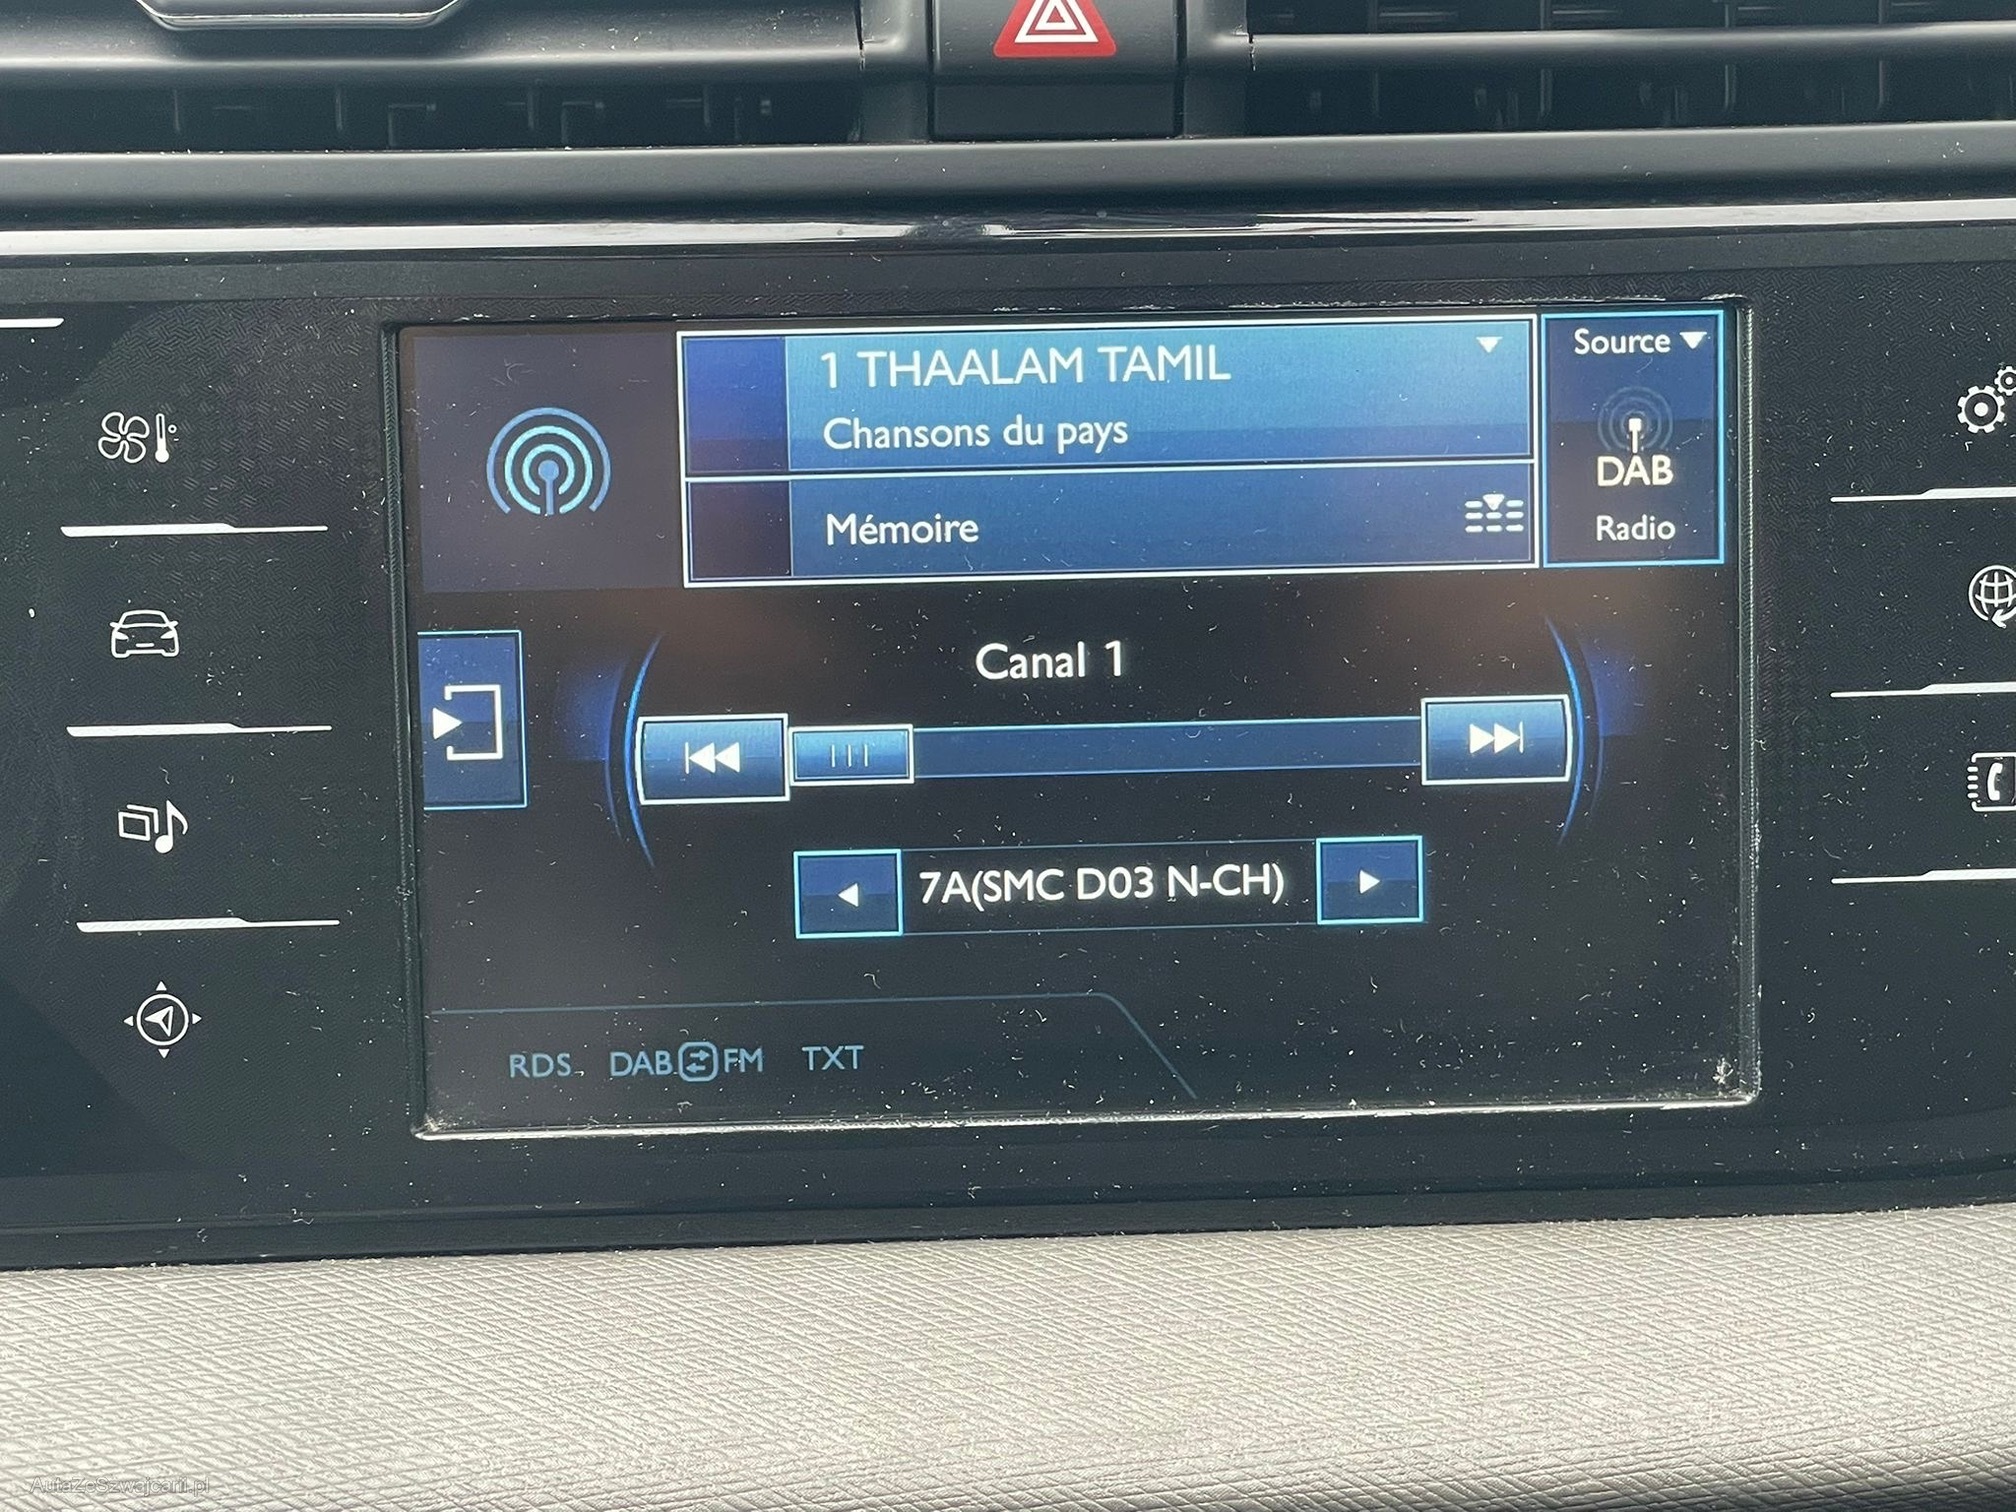 1 THAALAM TAMIL
Chansons du pays
Mémoire
Source
DAB
Radio
Canal 1
7A(SMC D03 N-CH)
RDS DAB FM TXT
AutaZeSzwajcarii.pl